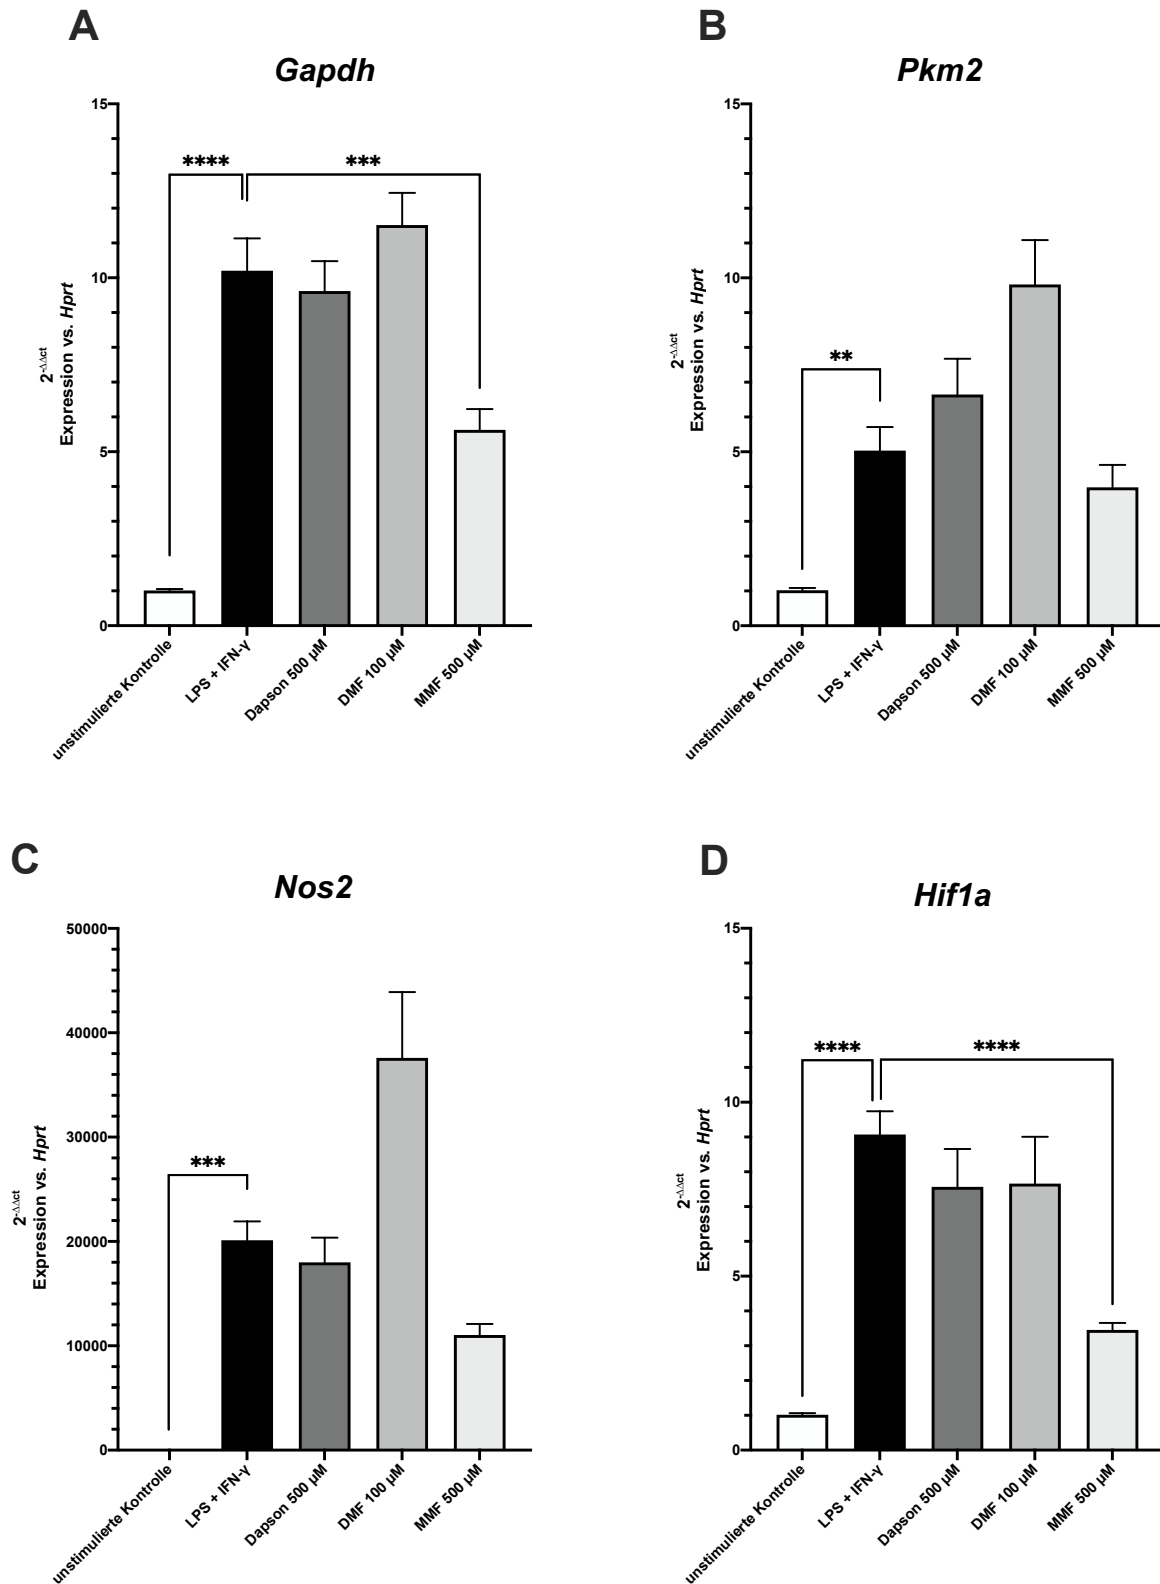 A
Gapdh
15
10
5
0
2-ΔΔct
Expression vs. Hprt
****
***
unstimulierte Kontrolle
LPS + IFN-γ
Dapson 500 µM
DMF 100 µM
MMF 500 µM
B
Pkm2
15
10
5
0
2-ΔΔct
Expression vs. Hprt
**
unstimulierte Kontrolle
LPS + IFN-γ
Dapson 500 µM
DMF 100 µM
MMF 500 µM
C
Nos2
50000
40000
30000
20000
10000
0
2-ΔΔct
Expression vs. Hprt
***
unstimulierte Kontrolle
LPS + IFN-γ
Dapson 500 µM
DMF 100 µM
MMF 500 µM
D
Hif1a
15
10
5
0
2-ΔΔct
Expression vs. Hprt
****
****
unstimulierte Kontrolle
LPS + IFN-γ
Dapson 500 µM
DMF 100 µM
MMF 500 µM